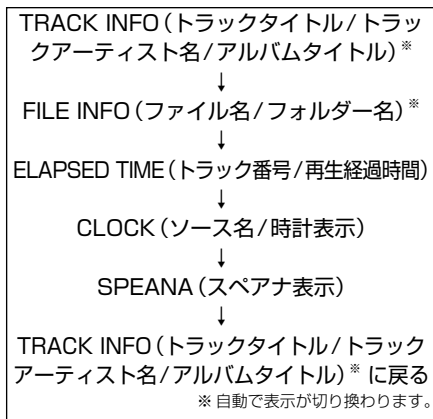 TRACK INFO(トラックタイトル/トラッ
クアーティスト名/アルバムタイトル)※
↓
FILE INFO(ファイル名/フォルダー名)※
↓
ELAPSED TIME(トラック番号/再生経過時間)
↓
CLOCK(ソース名/時計表示)
↓
SPEANA(スペアナ表示)
↓
TRACK INFO(トラックタイトル/トラック
アーティスト名/アルバムタイトル)※ に戻る
※自動で表示が切り換わります。